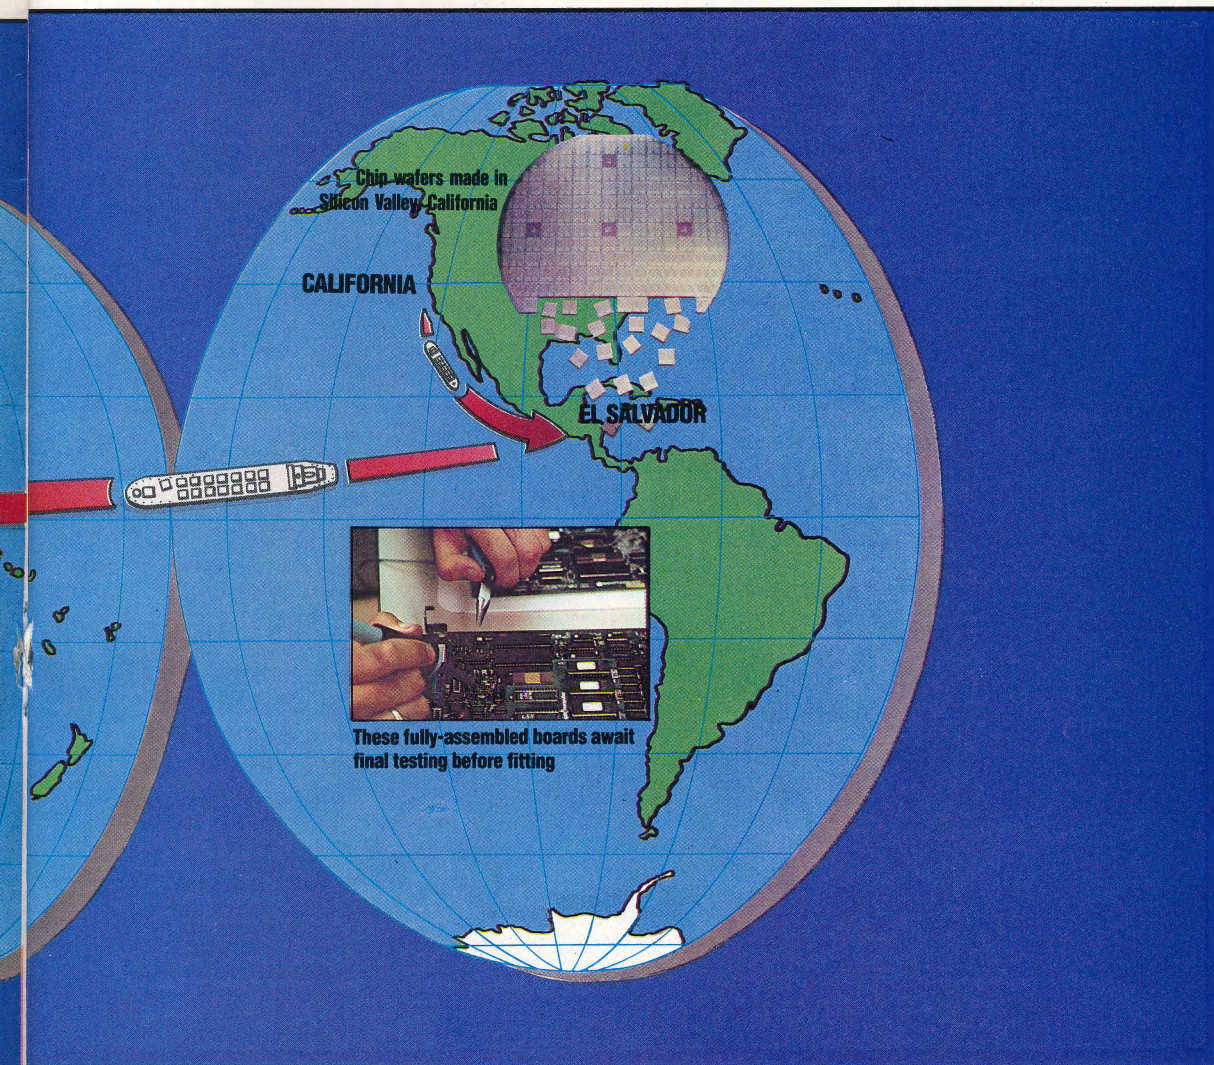 Chip wafers made in
Silicon Valley, California
CALIFORNIA
EL SALVADOR
These fully-assembled boards await
final testing before fitting